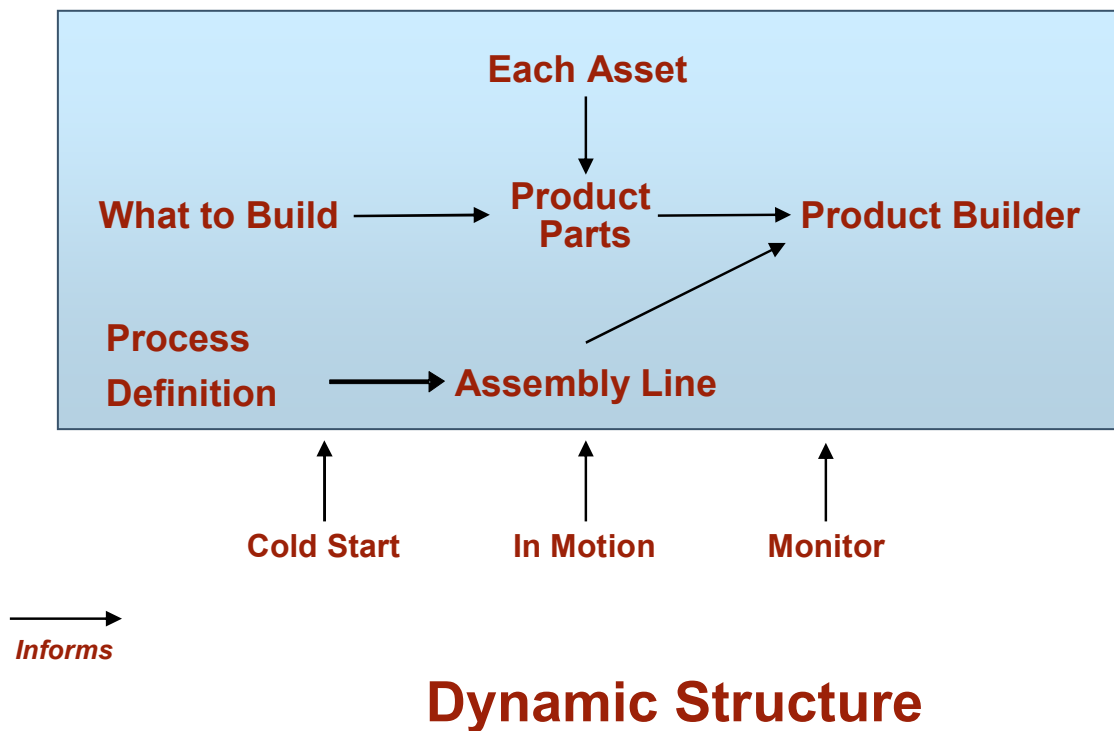 Each Asset
What to Build
Product
Parts
Product Builder
Process
Definition
Assembly Line
Cold Start
In Motion
Monitor
Informs
Dynamic Structure